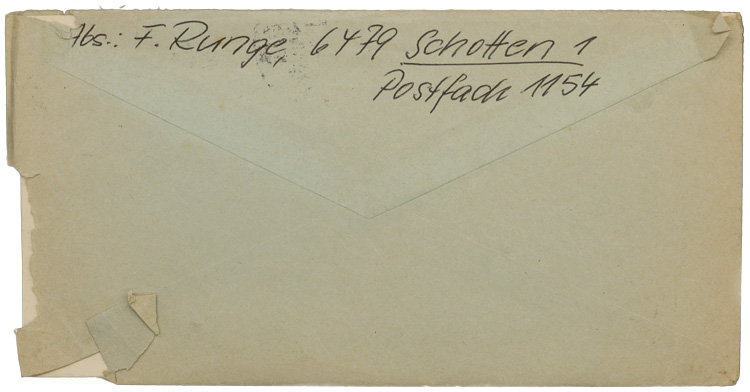 Abs.: F. Runge, 6479 Schotten 1
Postfach 1154